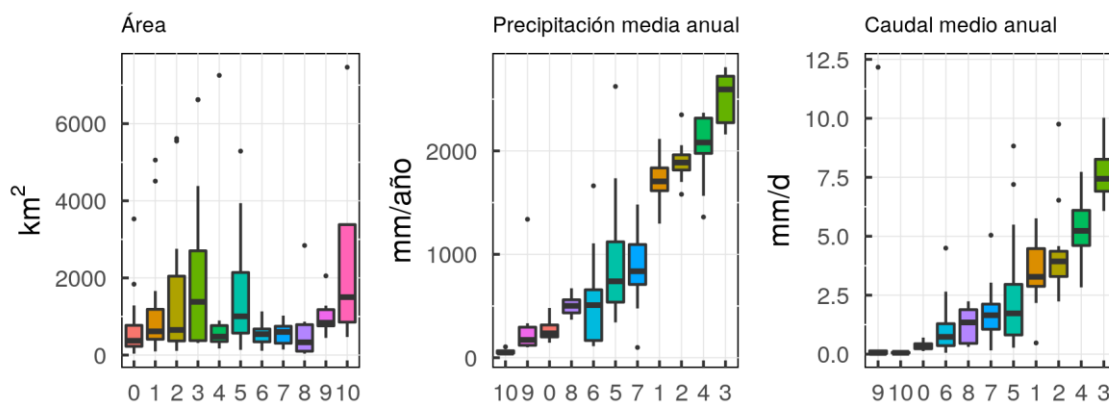 Área
km²
6000
4000
2000
0
0 1 2 3 4 5 6 7 8 9 10
Precipitación media anual
mm/año
2000
1000
0
10 9 0 8 6 5 7 1 2 4 3
Caudal medio anual
mm/d
12.5
10.0
7.5
5.0
2.5
0.0
9 10 0 6 8 7 5 1 2 4 3